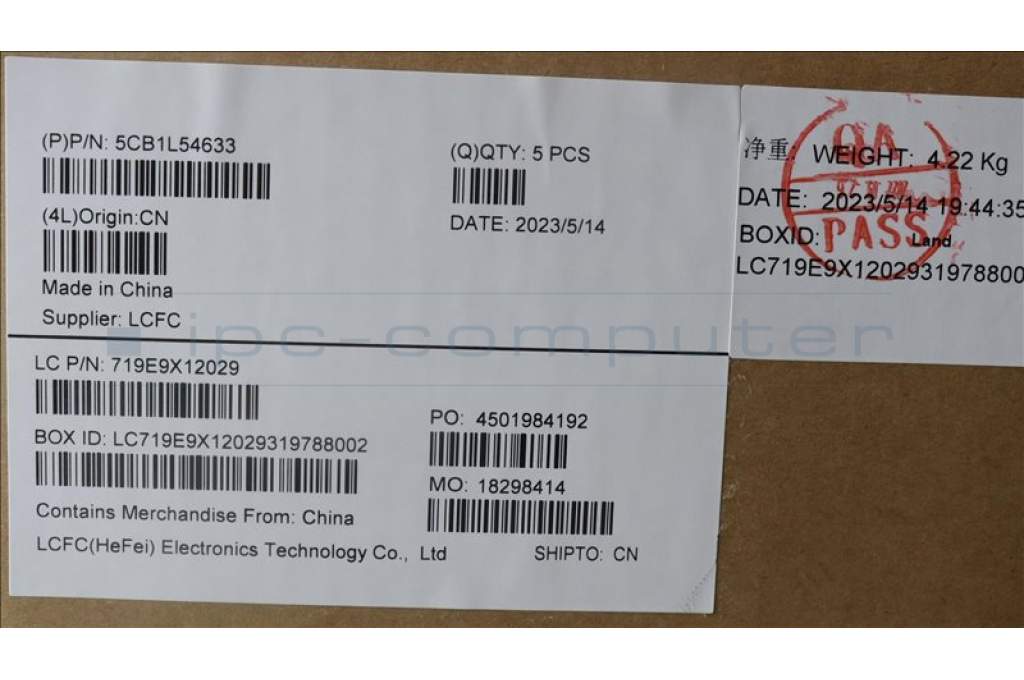 (P)P/N: 5CB1L54633
(4L)Origin:CN
Made in China
Supplier: LCFC
(Q)QTY: 5 PCS
DATE: 2023/5/14
LC P/N: 719E9X12029
BOX ID: LC719E9X12029319788002
Contains Merchandise From: China
LCFC(HeFei) Electronics Technology Co., Ltd
PO: 4501984192
MO: 18298414
SHIPTO: CN
净重: WEIGHT: 4.22 Kg
DATE: 2023/5/14 19:44:35
BOXID: Land
LC719E9X1202931978800
QA
PASS
ipc-computer